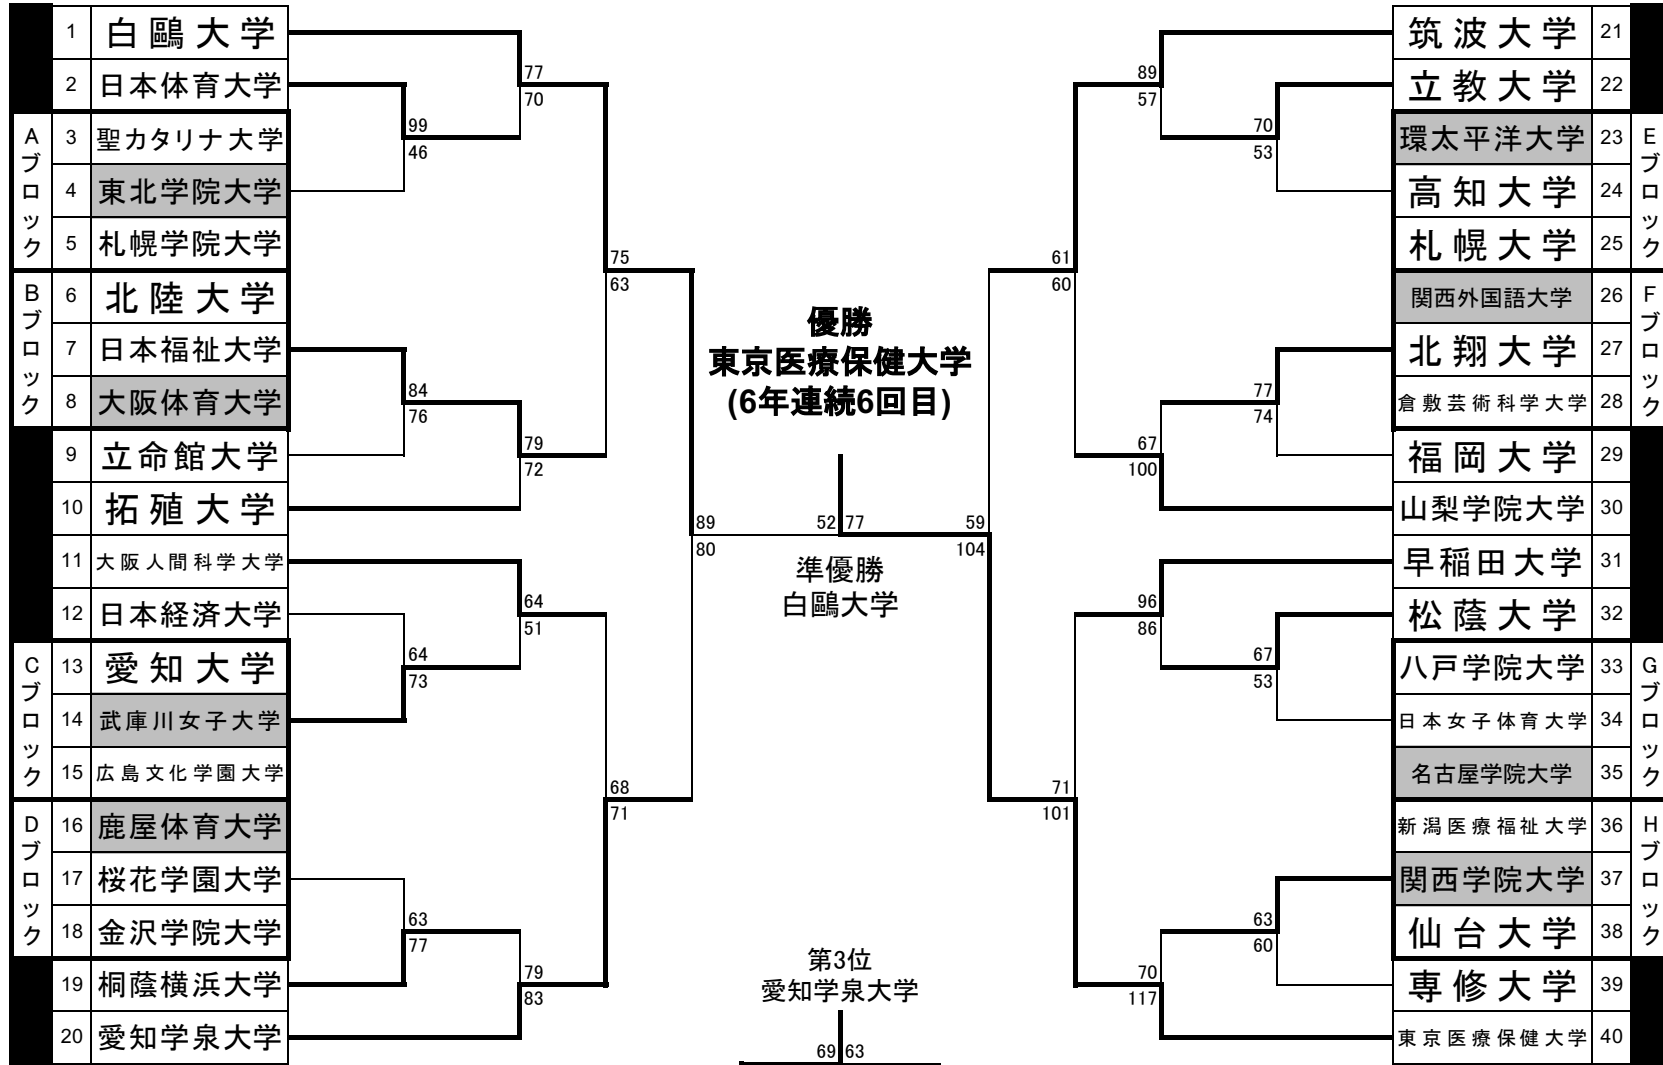 1 白鷗大学
2 日本体育大学
Aブロック
3 聖カタリナ大学
4 東北学院大学
5 札幌学院大学
Bブロック
6 北陸大学
7 日本福祉大学
8 大阪体育大学
9 立命館大学
10 拓殖大学
11 大阪人間科学大学
12 日本経済大学
Cブロック
13 愛知大学
14 武庫川女子大学
15 広島文化学園大学
Dブロック
16 鹿屋体育大学
17 桜花学園大学
18 金沢学院大学
19 桐蔭横浜大学
20 愛知学泉大学
99
46
84
76
64
73
63
77
77
70
79
72
64
51
79
83
75
63
68
71
89
80
優勝
東京医療保健大学
(6年連続6回目)
52 77
準優勝
白鷗大学
第3位
愛知学泉大学
69 63
59
104
61
60
71
101
89
57
67
100
96
86
70
117
70
53
77
74
67
53
63
60
筑波大学 21
立教大学 22
環太平洋大学 23
高知大学 24
札幌大学 25
Eブロック
関西外国語大学 26
北翔大学 27
倉敷芸術科学大学 28
Fブロック
福岡大学 29
山梨学院大学 30
早稲田大学 31
松蔭大学 32
八戸学院大学 33
日本女子体育大学 34
名古屋学院大学 35
Gブロック
新潟医療福祉大学 36
関西学院大学 37
仙台大学 38
Hブロック
専修大学 39
東京医療保健大学 40